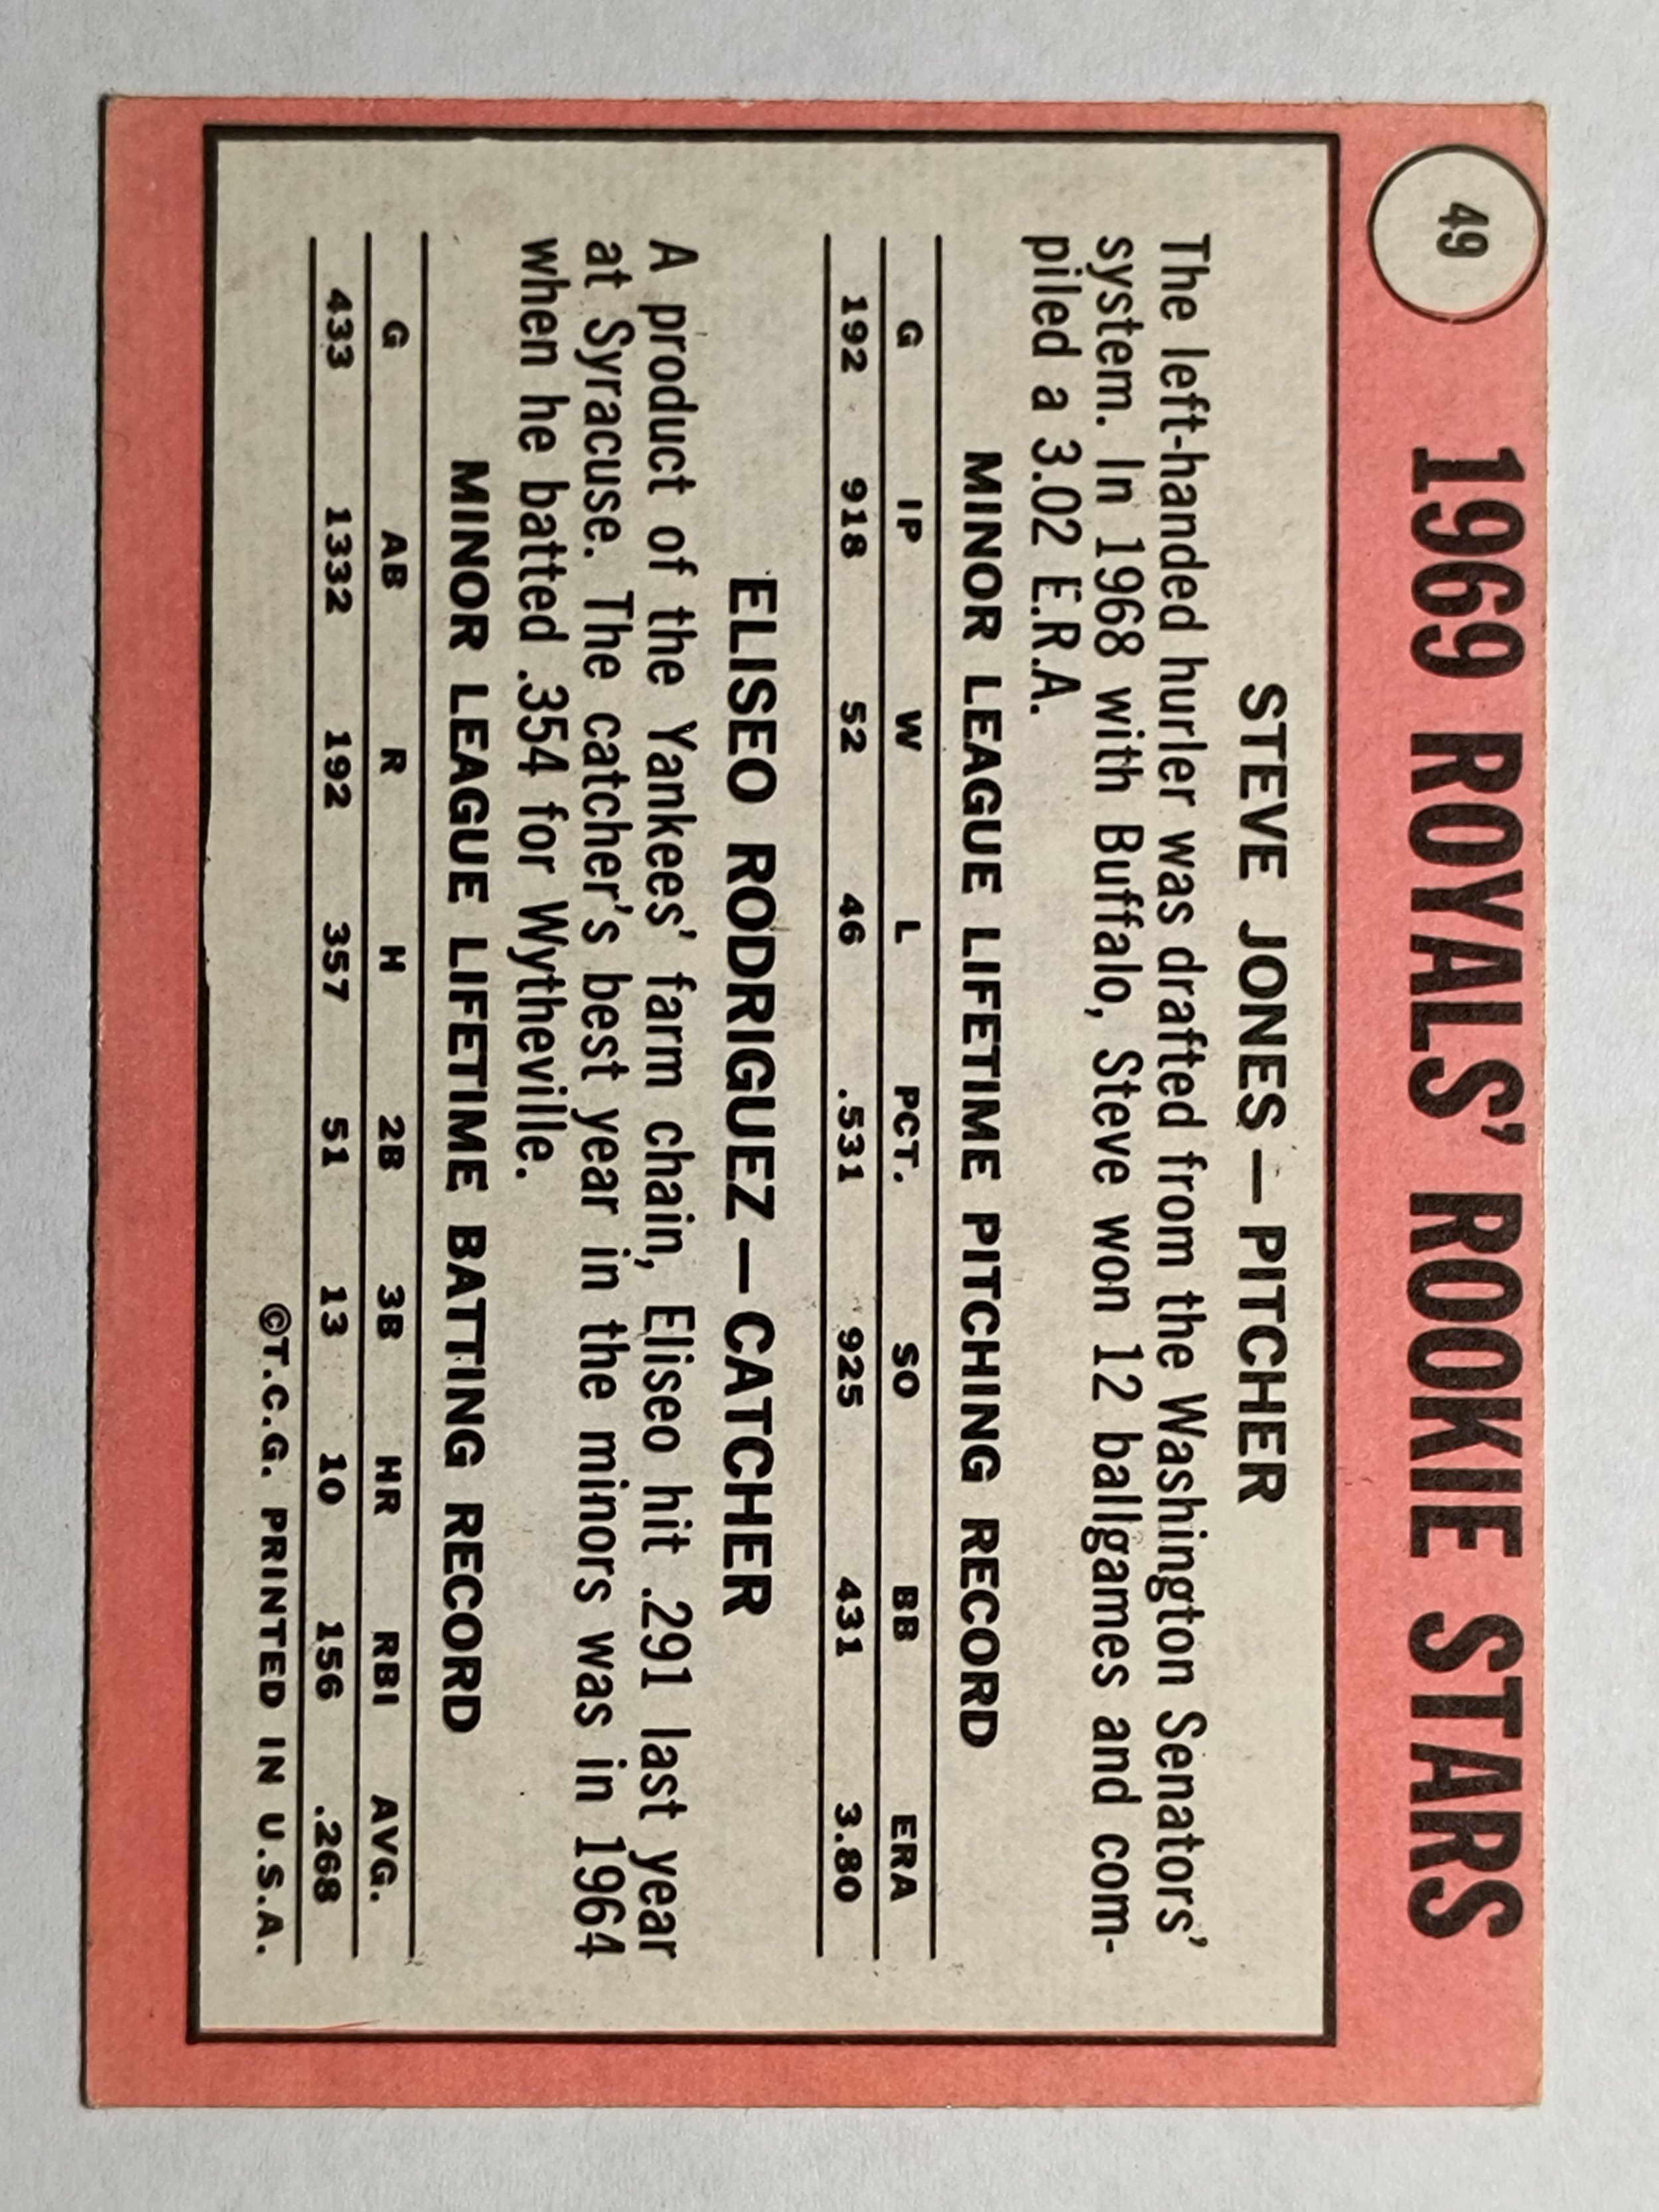 49
1969 ROYALS' ROOKIE STARS
STEVE JONES — PITCHER
The left-handed hurler was drafted from the Washington Senators'
system. In 1968 with Buffalo, Steve won 12 ballgames and com-
piled a 3.02 E.R.A.
MINOR LEAGUE LIFETIME PITCHING RECORD
G IP W L PCT. SO BB ERA
192 918 52 46 .531 925 431 3.80
ELISEO RODRIGUEZ — CATCHER
A product of the Yankees' farm chain, Eliseo hit .291 last year
at Syracuse. The catcher's best year in the minors was in 1964
when he batted .354 for Wytheville.
MINOR LEAGUE LIFETIME BATTING RECORD
G AB R H 2B 3B HR RBI AVG.
433 1332 192 357 51 13 10 156 .268
©T.C.G. PRINTED IN U.S.A.